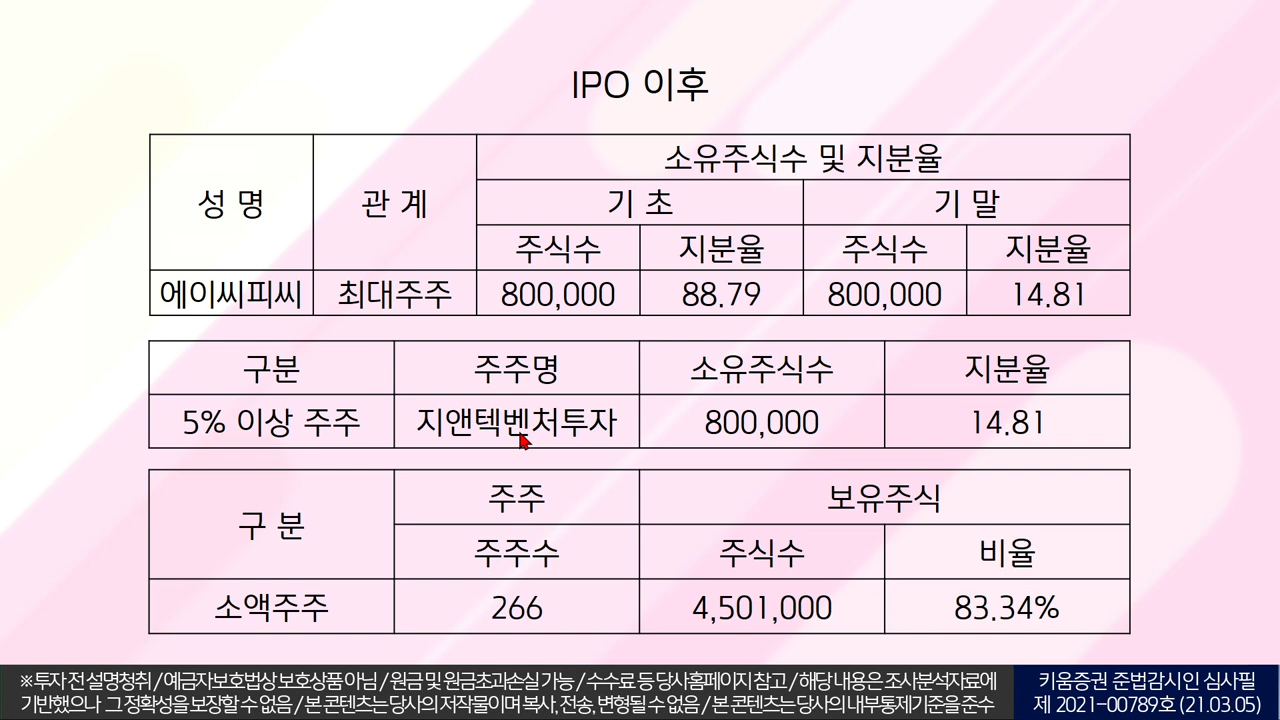 IPO 이후
성 명 관 계 소유주식수 및 지분율
기 초 기 말
주식수 지분율 주식수 지분율
에이씨피씨 최대주주 800,000 88.79 800,000 14.81
구분 주주명 소유주식수 지분율
5% 이상 주주 지앤텍벤처투자 800,000 14.81
구 분 주주 보유주식
주주수 주식수 비율
소액주주 266 4,501,000 83.34%
※투자 전 설명청취 / 예금자보호법상 보호상품 아님 / 원금 및 원금초과손실 가능 / 수수료 등 당사홈페이지 참고 / 해당 내용은 조사분석자료에
기반했으나 그 정확성을 보장할 수 없음 / 본 콘텐츠는 당사의 저작물이며 복사, 전송, 변형될 수 없음 / 본 콘텐츠는 당사의 내부통제기준을 준수
키움증권 준법감시인 심사필
제 2021-00789호 (21.03.05)